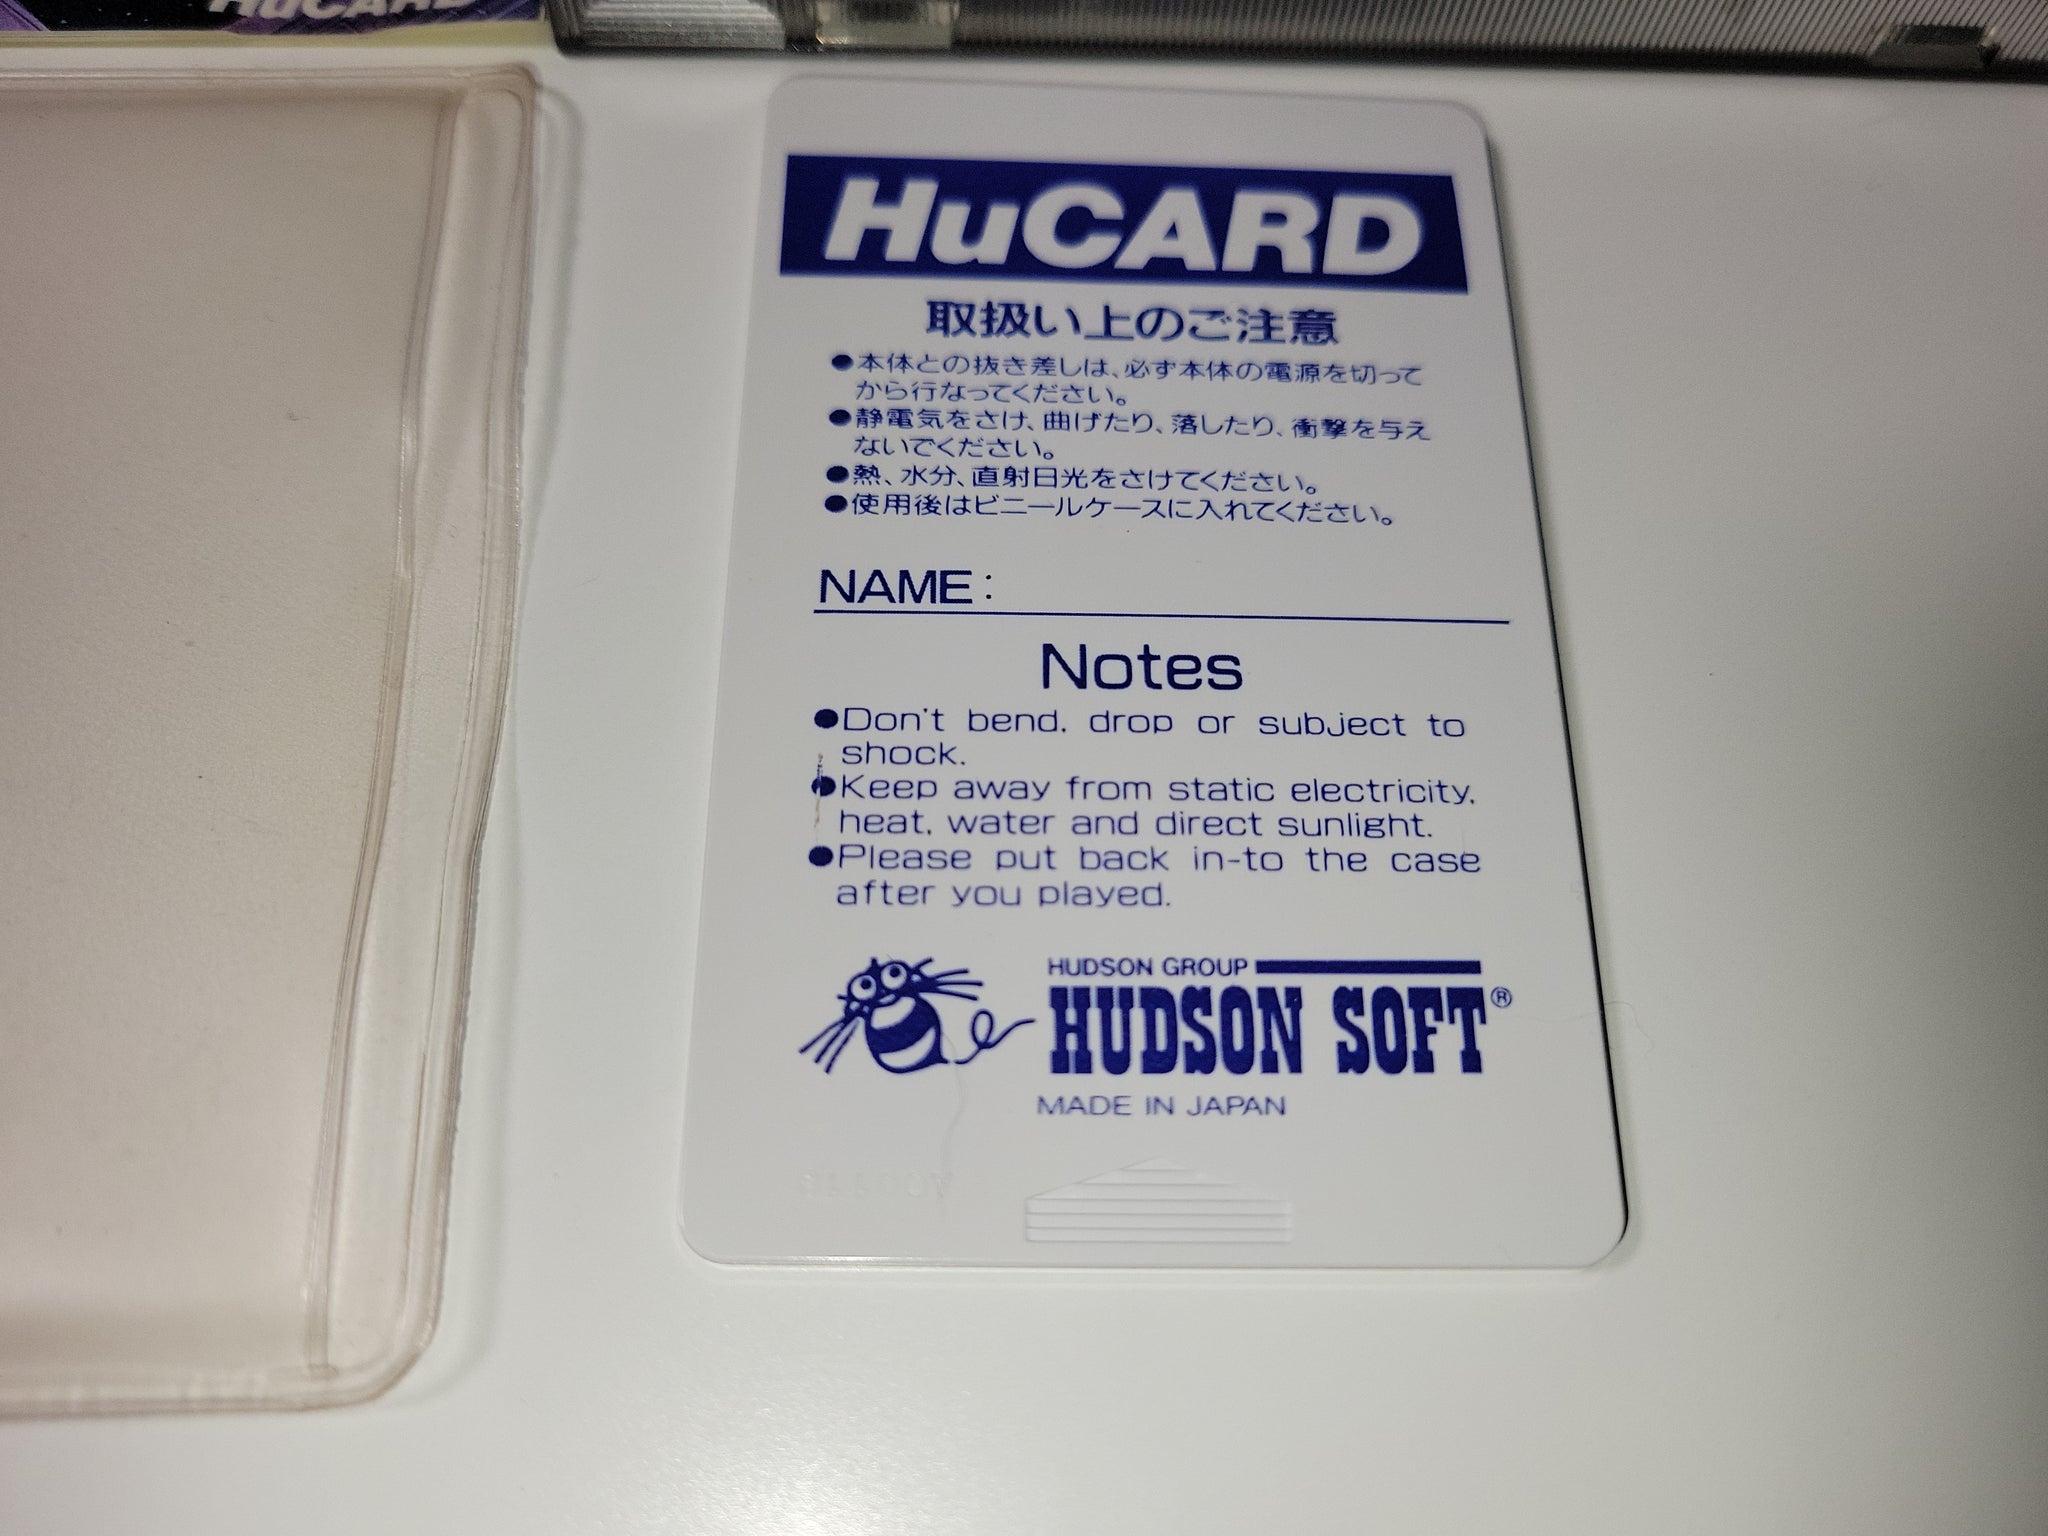 HuCARD
HuCARD
取扱い上のご注意
●本体との抜き差しは、必ず本体の電源を切って
から行なってください。
●静電気をさけ、曲げたり、落したり、衝撃を与え
ないでください。
●熱、水分、直射日光をさけてください。
●使用後はビニールケースに入れてください。
NAME:
Notes
●Don't bend, drop or subject to
shock.
●Keep away from static electricity,
heat, water and direct sunlight.
●Please put back in-to the case
after you played.
HUDSON GROUP
HUDSON SOFT®
MADE IN JAPAN